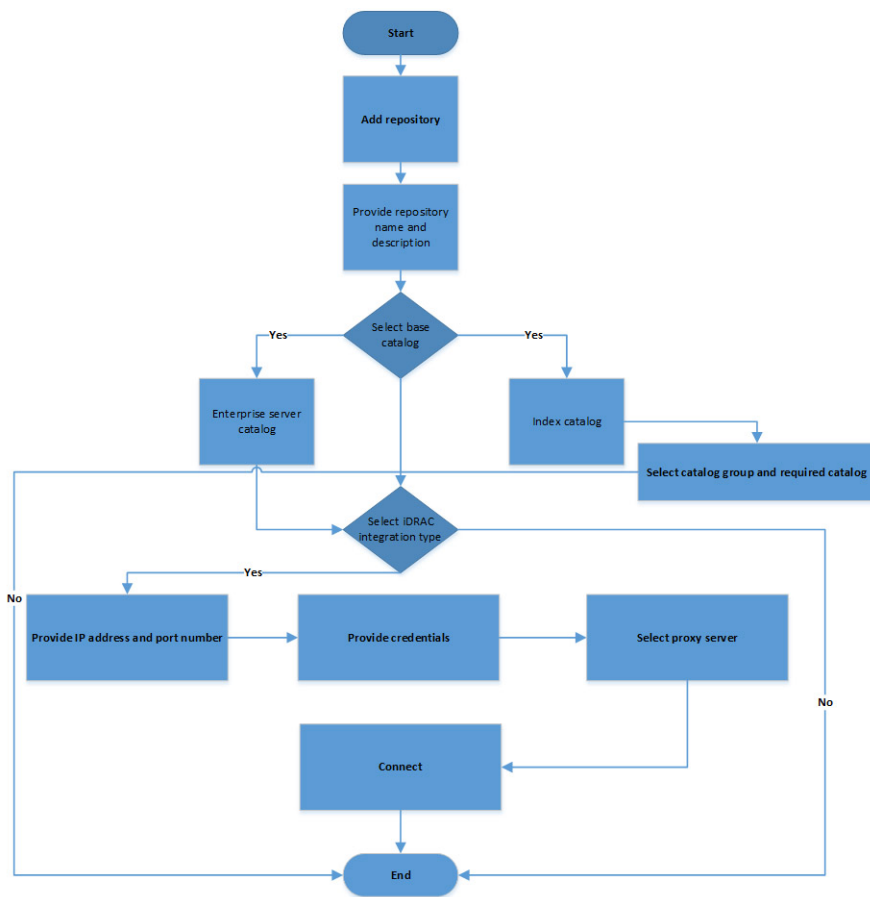 Start
Add repository
Provide repository
name and
description
Select base
catalog
Yes
Yes
Enterprise server
catalog
Index catalog
Select catalog group and required catalog
Select iDRAC
integration type
Yes
No
Provide IP address and port number
Provide credentials
Select proxy server
No
Connect
End